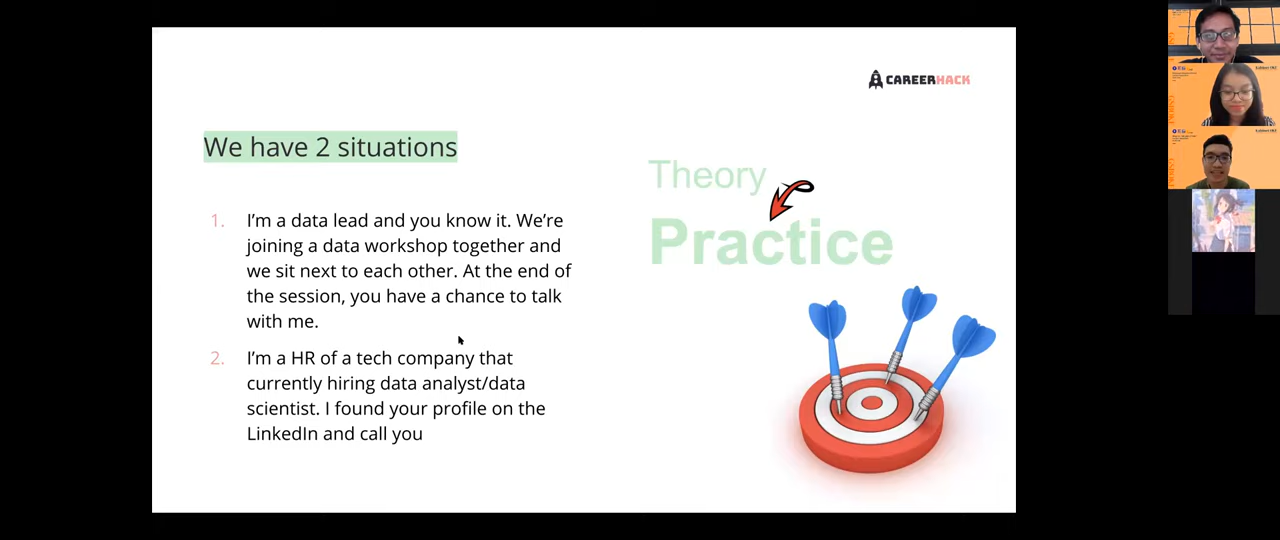 CAREERHACK
We have 2 situations
Theory
Practice
1. I'm a data lead and you know it. We're
joining a data workshop together and
we sit next to each other. At the end of
the session, you have a chance to talk
with me.
2. I'm a HR of a tech company that
currently hiring data analyst/data
scientist. I found your profile on the
LinkedIn and call you